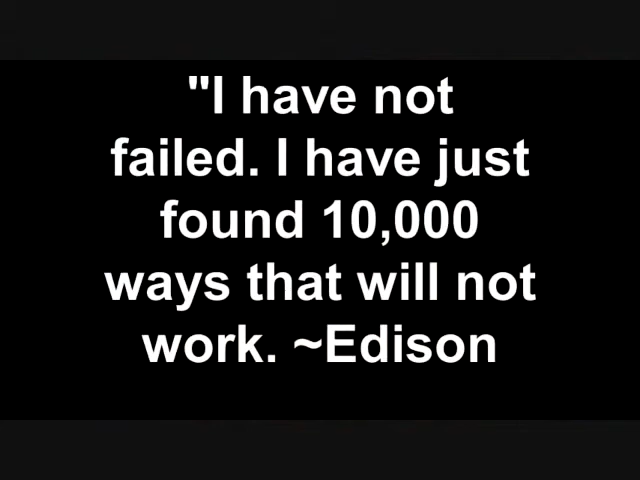 "I have not
failed. I have just
found 10,000
ways that will not
work. ~Edison